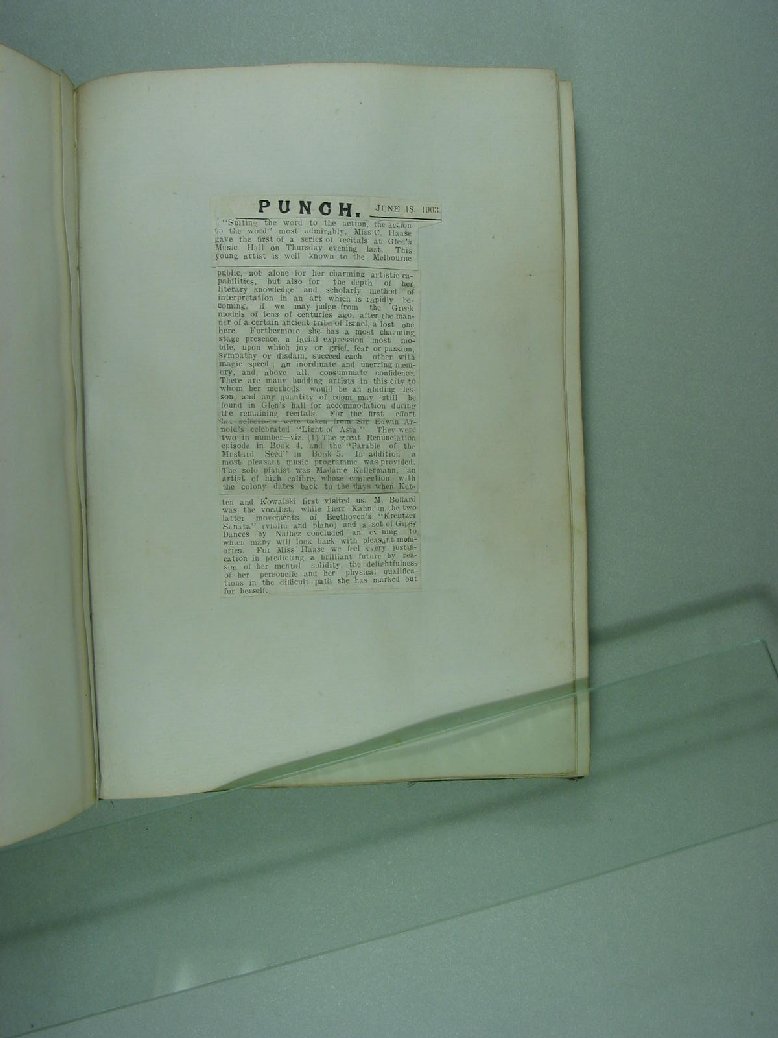 PUNCH. JUNE 18 1903
"Suiting the word to the action, the action
to the word" most admirably, Miss C. Haase
gave the first of a series of recitals at Glen's
Music Hall on Thursday evening last. This
young artist is well known to the Melbourne
public, not alone for her charming artistic ca-
pabilities, but also for the depth of her
literary knowledge and scholarly method of
interpretation in an art which is rapidly be-
coming, if we may judge from the Greek
models of tens of centuries ago, after the man-
ner of a certain ancient tribe of Israel, a lost one
here. Furthermore she has a most charming
stage presence, a facial expression most mo-
bile, upon which joy or grief, fear or passion,
sympathy or disdain, succeed each other with
magic speed, an inordinate and unerring mem-
ory, and above all, consummate confidence.
There are many budding artists in this city to
whom her methods would be an abiding les-
son, and any quantity of room may still be
found in Glen's hall for accommodation during
the remaining recitals. For the first effort
her selections were taken from Sir Edwin Ar-
nold's celebrated "Light of Asia." They were
two in number—viz. (1) The great Renunciation
episode in Book 4, and the "Parable of the
Mustard Seed" in Book 5. In addition a
most pleasant music programme was provided.
The solo pianist was Madame Kellermann, an
artist of high calibre, whose connection with
the colony dates back to the days when Ket-
ten and Kowalski first visited us. M. Bollard
was the vocalist, while Herr Kahn in the two
latter movements of Beethoven's "Kreutzer
Sonata" (violin and piano) and a set of Gipsy
Dances by Nachez concluded an evening to
which many will look back with pleasant mem-
ories. For Miss Haase we feel every justifi-
cation in predicting a brilliant future by rea-
son of her mental solidity the delightfulness
of her personelle and her physical qualifica-
tions in the difficult path she has marked out
for herself.